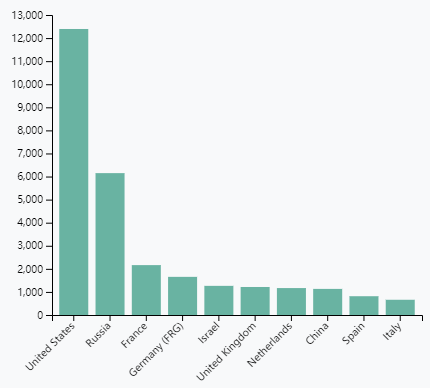 13,000
12,000
11,000
10,000
9,000
8,000
7,000
6,000
5,000
4,000
3,000
2,000
1,000
0
United States
Russia
France
Germany (FRG)
Israel
United Kingdom
Netherlands
China
Spain
Italy